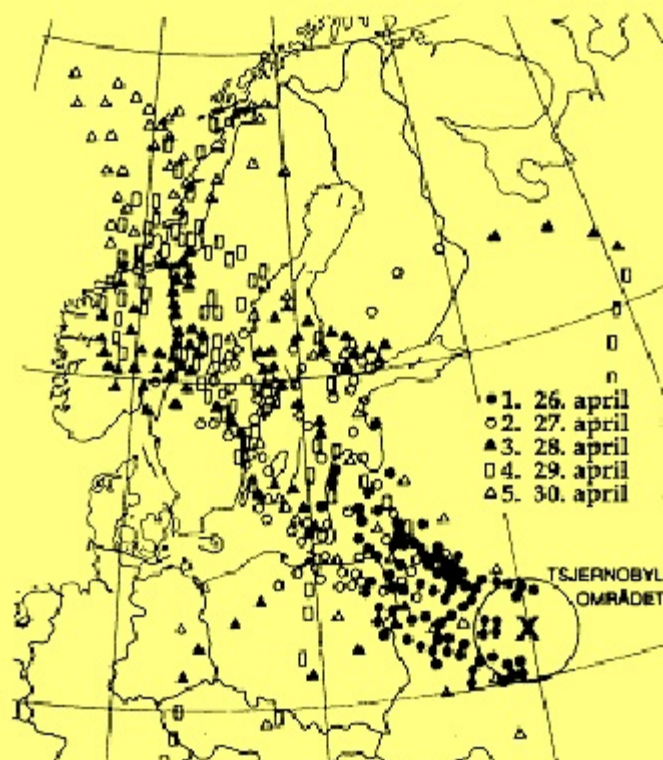 ● 1. 26. april
○ 2. 27. april
▲ 3. 28. april
▯ 4. 29. april
△ 5. 30. april
TSJERNOBYL
OMRÅDET
X